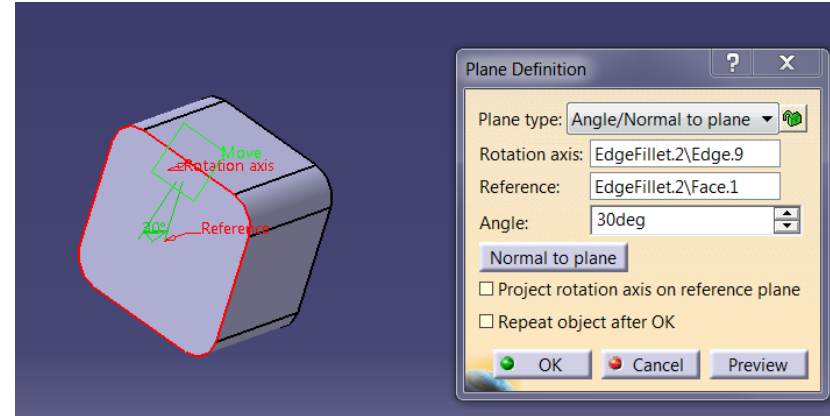 Move
Rotation axis
30°
Reference
Plane Definition
? X
Plane type: Angle/Normal to plane
Rotation axis: EdgeFillet.2\Edge.9
Reference: EdgeFillet.2\Face.1
Angle: 30deg
Normal to plane
Project rotation axis on reference plane
Repeat object after OK
OK Cancel Preview